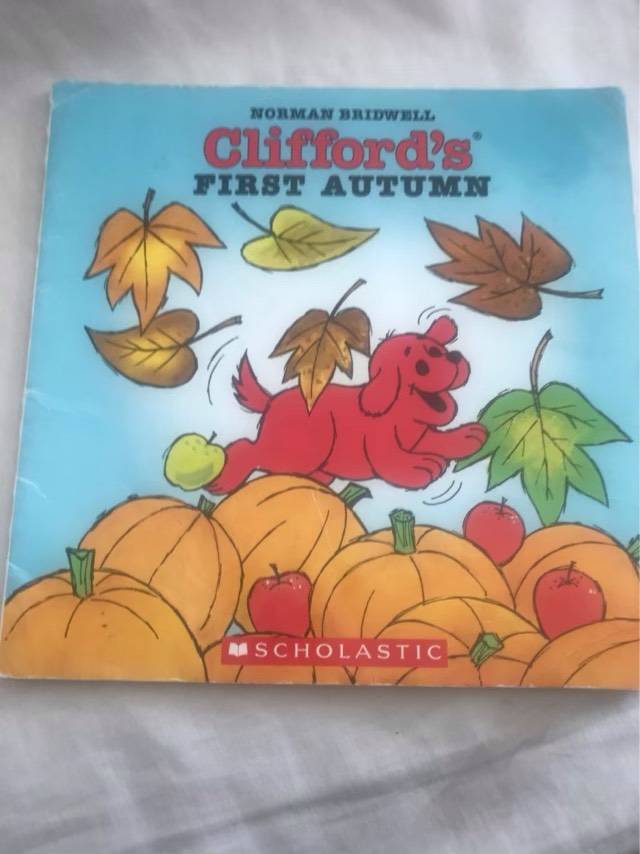 NORMAN BRIDWELL
Clifford's®
FIRST AUTUMN
SCHOLASTIC